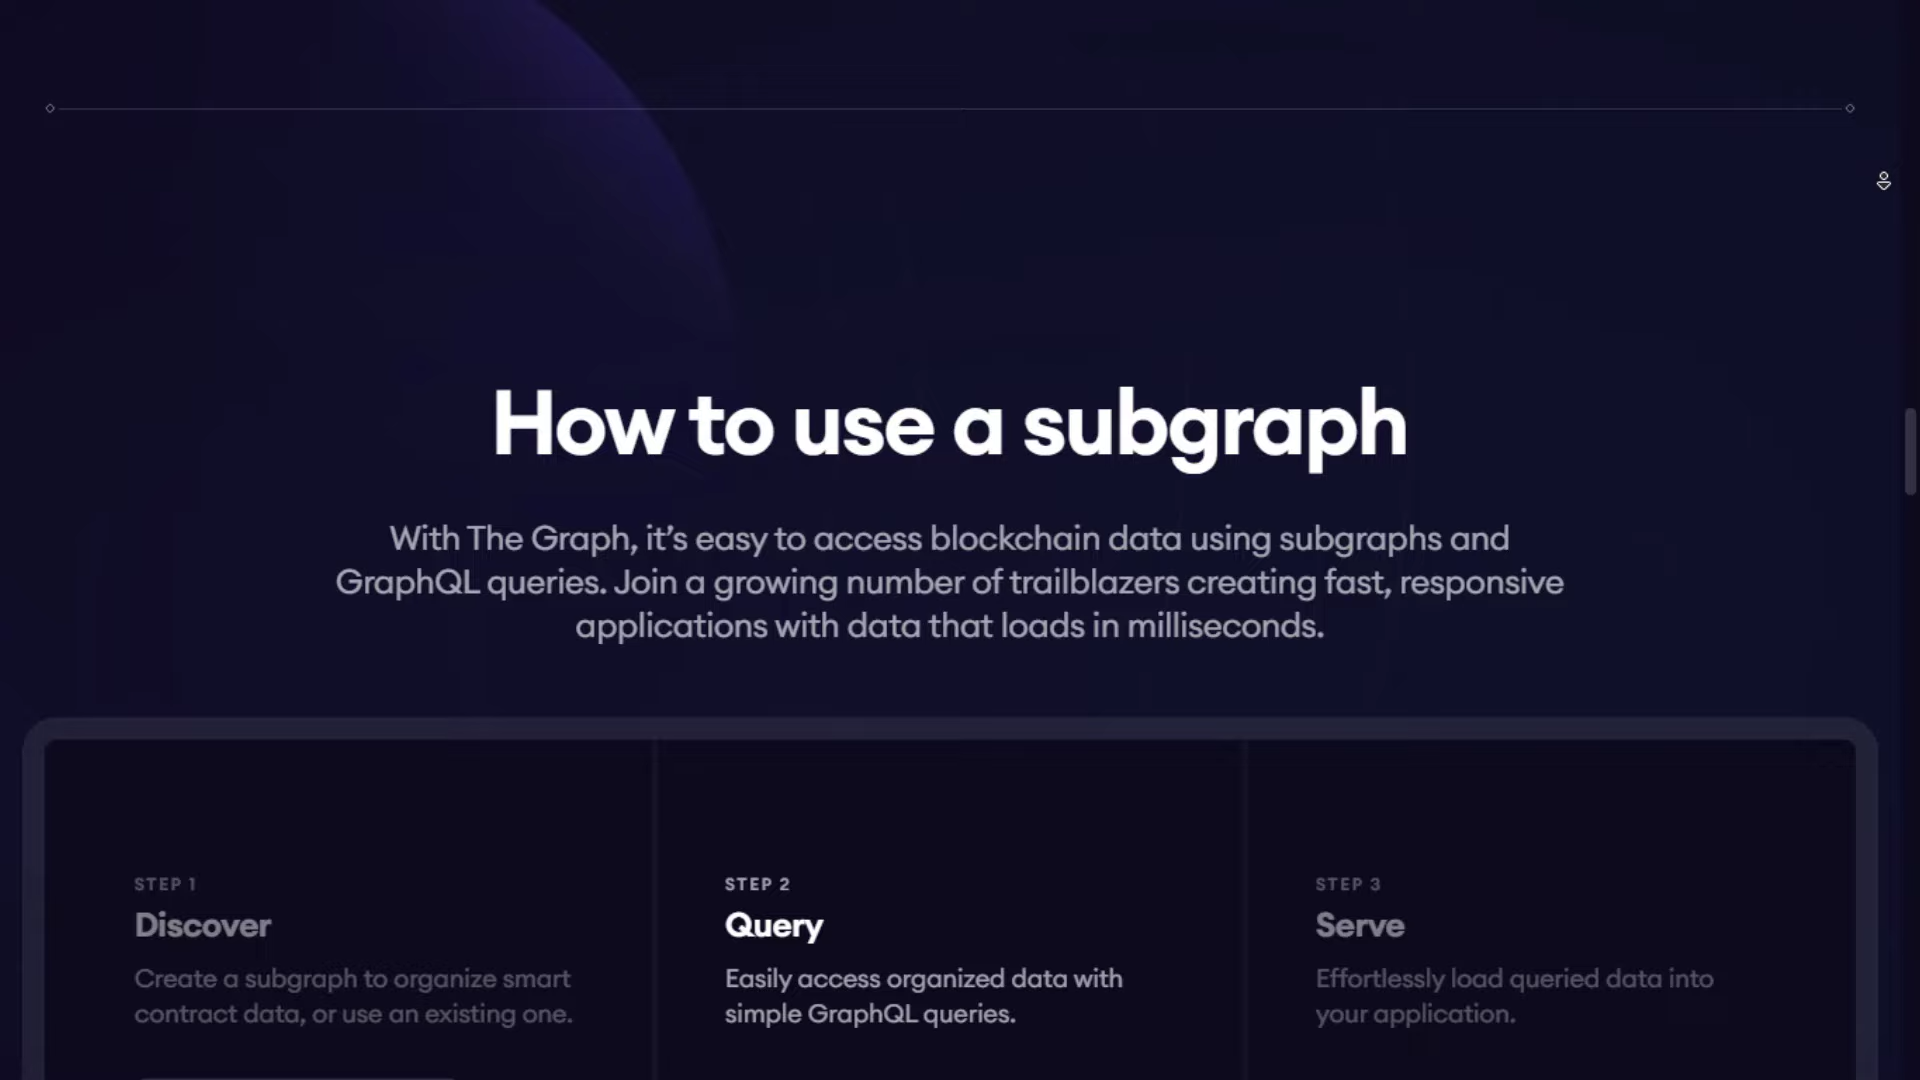 How to use a subgraph
With The Graph, it’s easy to access blockchain data using subgraphs and
GraphQL queries. Join a growing number of trailblazers creating fast, responsive
applications with data that loads in milliseconds.
STEP 1
Discover
Create a subgraph to organize smart
contract data, or use an existing one.
STEP 2
Query
Easily access organized data with
simple GraphQL queries.
STEP 3
Serve
Effortlessly load queried data into
your application.